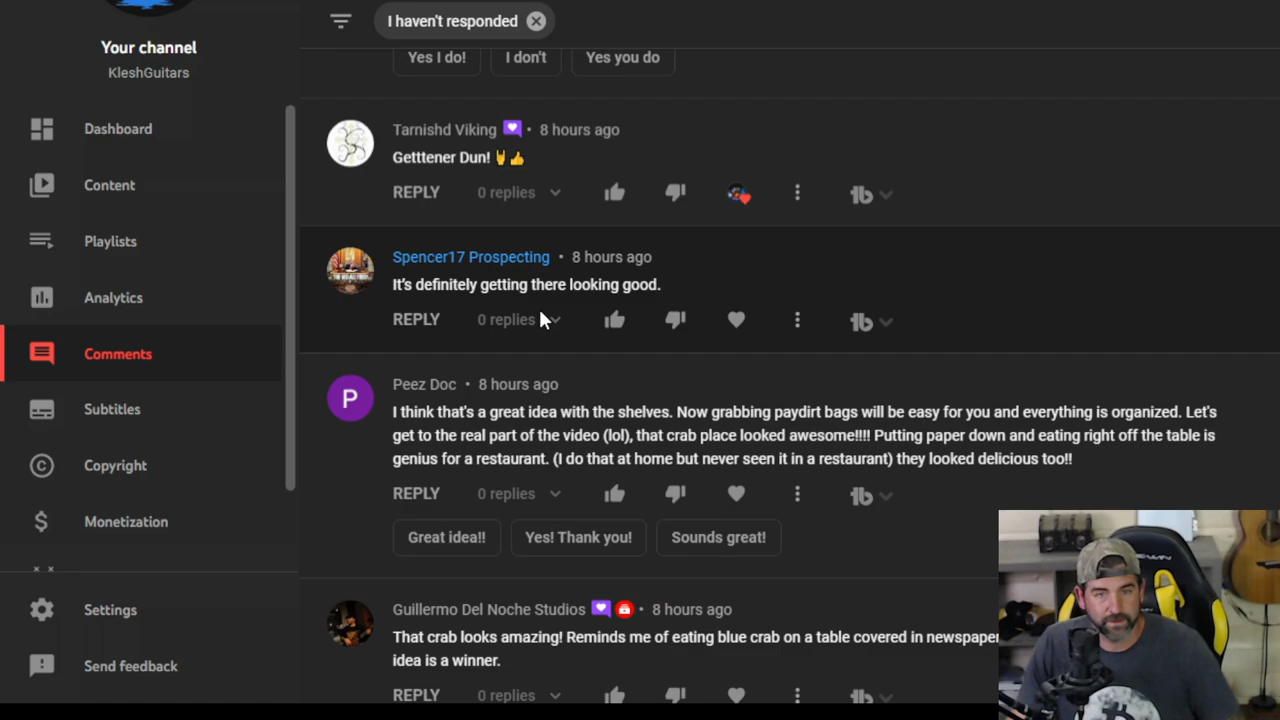 Your channel
KleshGuitars
Dashboard
Content
Playlists
Analytics
Comments
Subtitles
Copyright
Monetization
Settings
Send feedback
I haven't responded
Yes I do! I don't Yes you do
Tarnishd Viking • 8 hours ago
Getttener Dun! 🤘👍
REPLY 0 replies
Spencer17 Prospecting • 8 hours ago
It's definitely getting there looking good.
REPLY 0 replies
P
Peez Doc • 8 hours ago
I think that's a great idea with the shelves. Now grabbing paydirt bags will be easy for you and everything is organized. Let's
get to the real part of the video (lol), that crab place looked awesome!!!! Putting paper down and eating right off the table is
genius for a restaurant. (I do that at home but never seen it in a restaurant) they looked delicious too!!
REPLY 0 replies
Great idea!! Yes! Thank you! Sounds great!
Guillermo Del Noche Studios • 8 hours ago
That crab looks amazing! Reminds me of eating blue crab on a table covered in newspaper
idea is a winner.
REPLY 0 replies